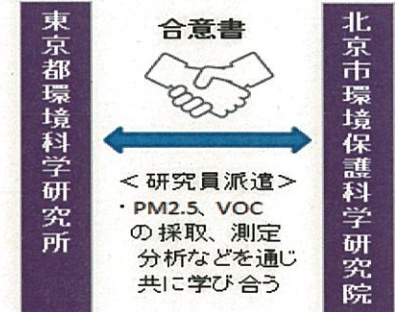 東京都環境科学研究所
合意書
<研究員派遣>
・PM2.5、VOC
の採取、測定
分析などを通じ
共に学び合う
北京市環境保護科学研究院